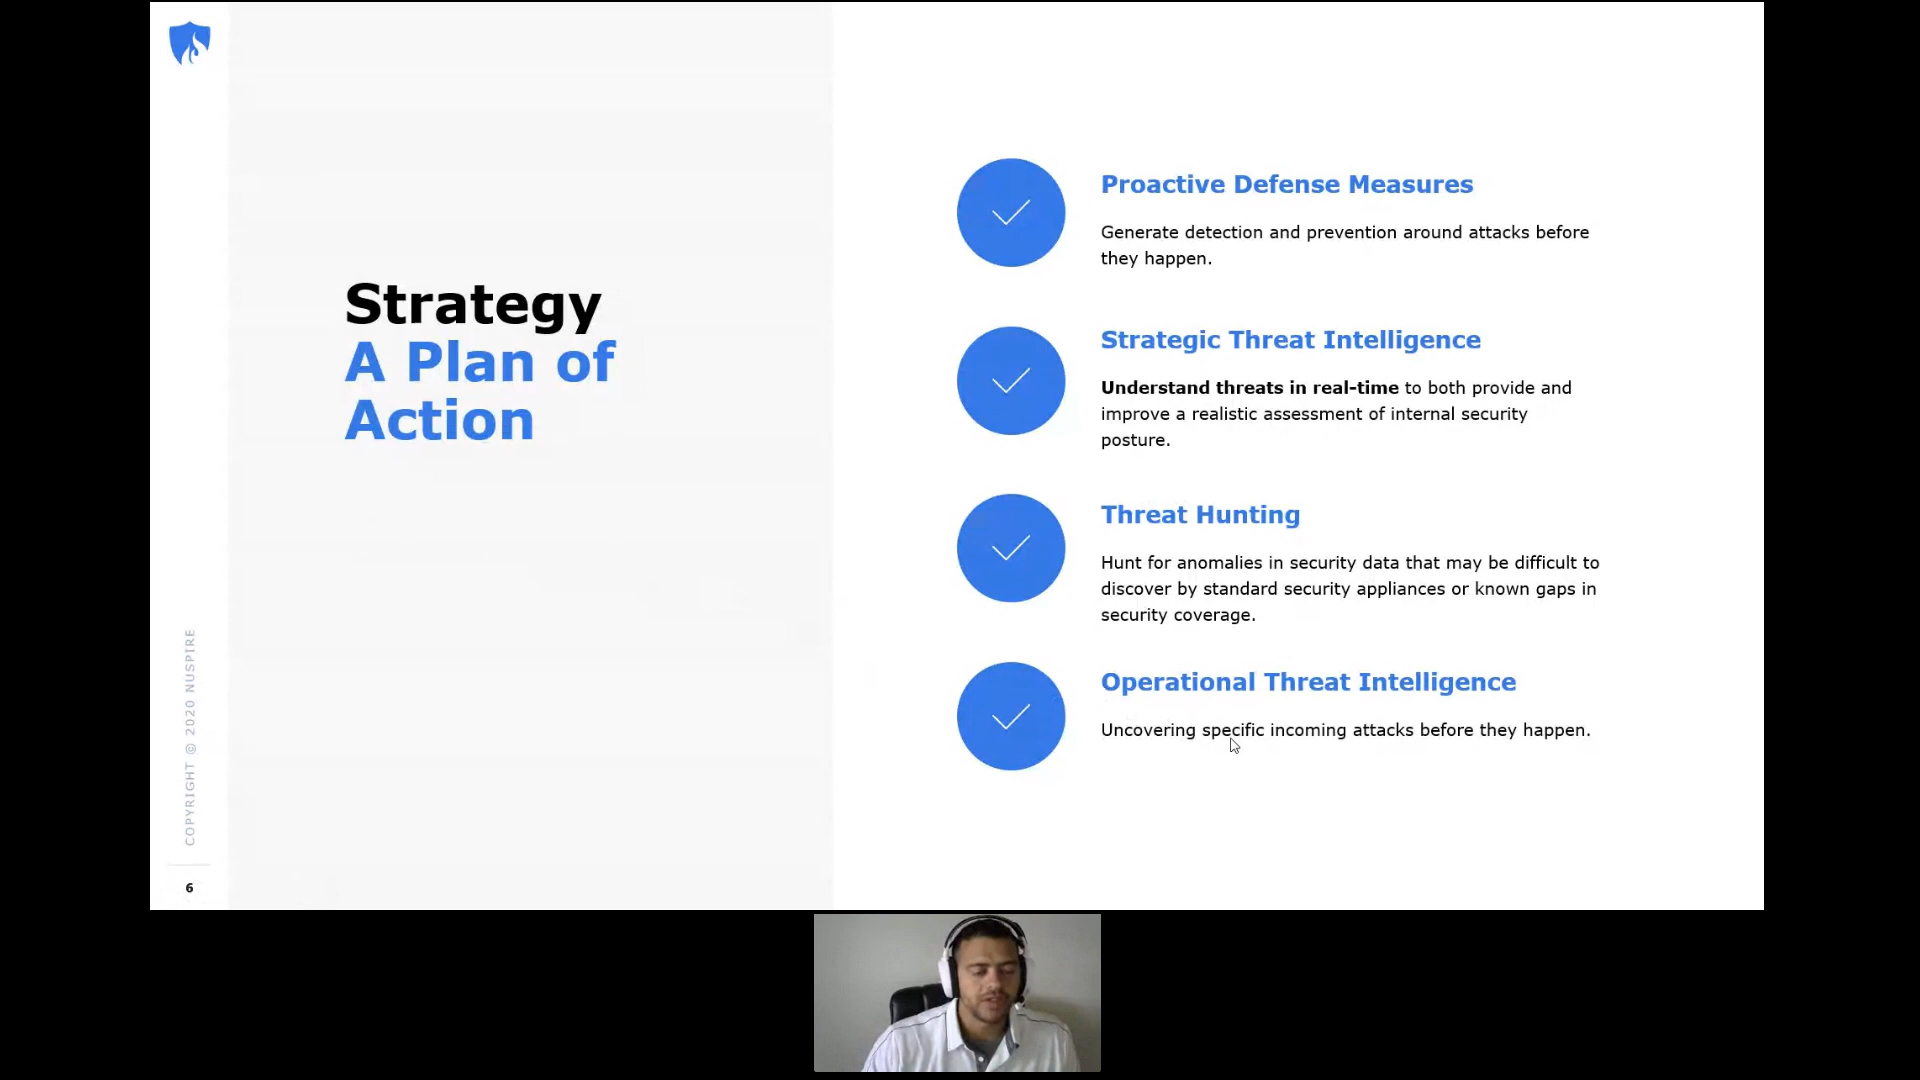 Strategy
A Plan of
Action
Proactive Defense Measures
Generate detection and prevention around attacks before
they happen.
Strategic Threat Intelligence
Understand threats in real-time to both provide and
improve a realistic assessment of internal security
posture.
Threat Hunting
Hunt for anomalies in security data that may be difficult to
discover by standard security appliances or known gaps in
security coverage.
Operational Threat Intelligence
Uncovering specific incoming attacks before they happen.
COPYRIGHT © 2020 NUSPIRE
6